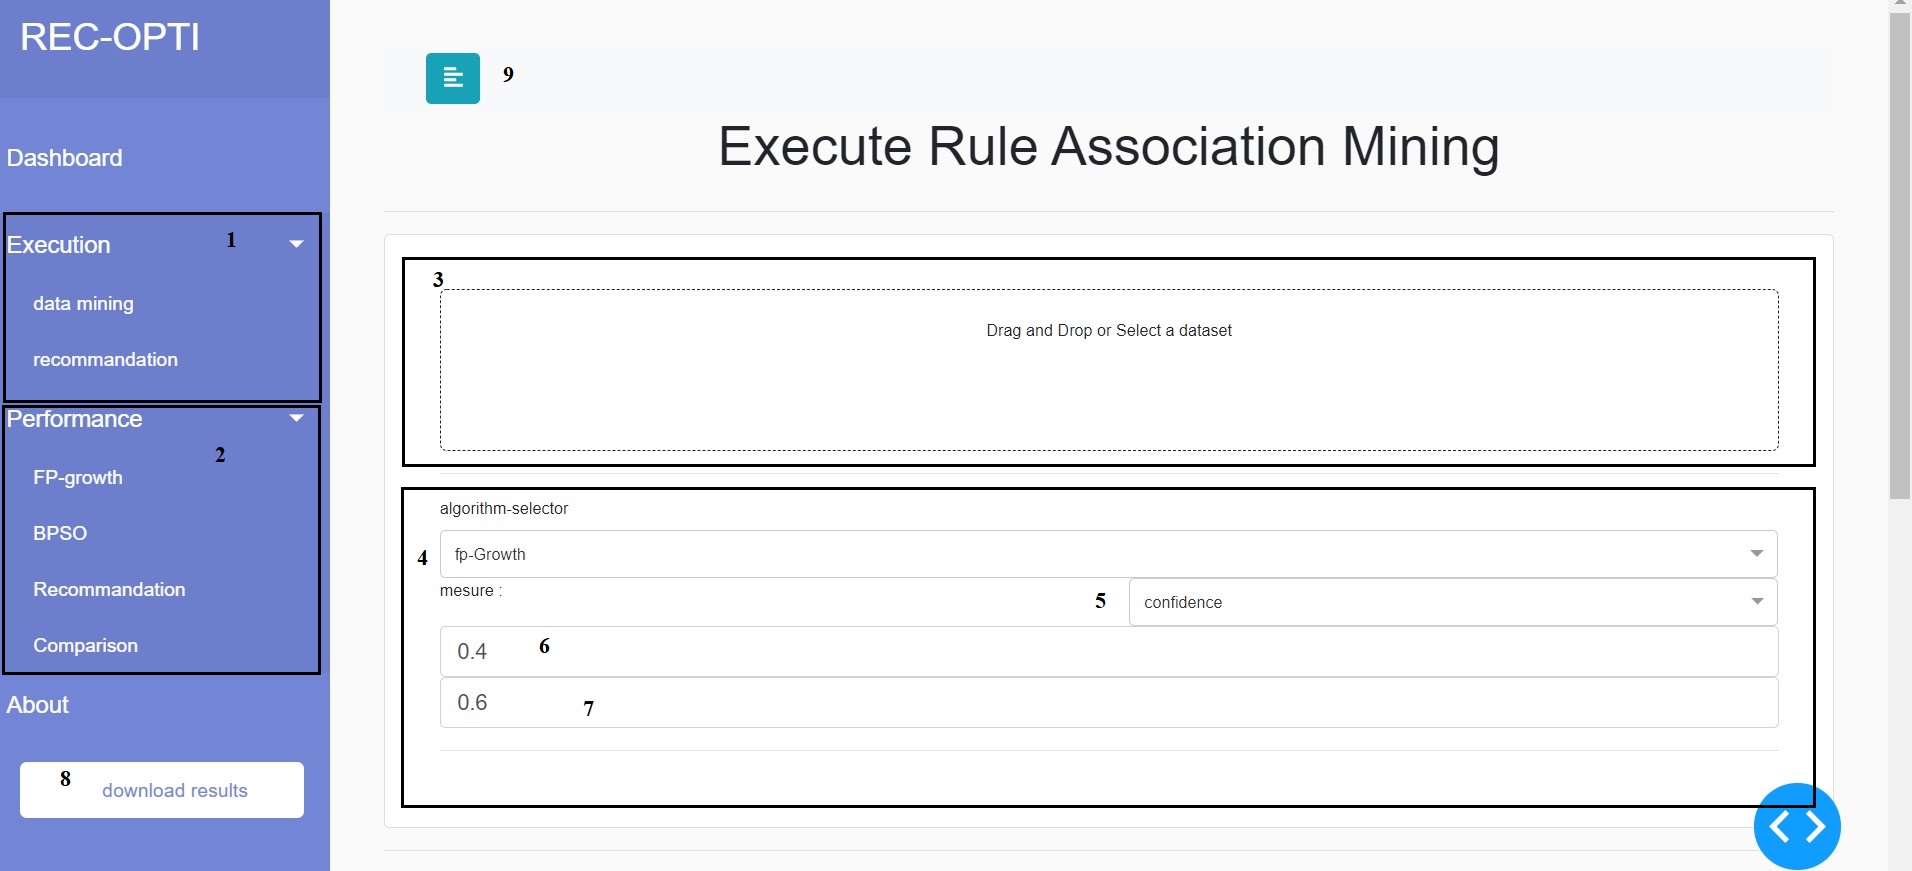 REC-OPTI
Dashboard
Execution 1
data mining
recommandation
Performance
2
FP-growth
BPSO
Recommandation
Comparison
About
8 download results
9
Execute Rule Association Mining
3
Drag and Drop or Select a dataset
algorithm-selector
4 fp-Growth
mesure : 5 confidence
0.4 6
0.6 7